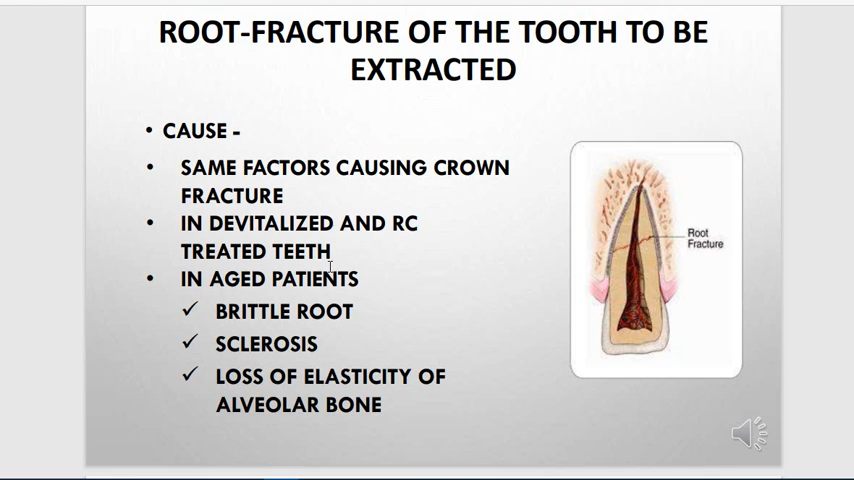 ROOT-FRACTURE OF THE TOOTH TO BE
EXTRACTED
• CAUSE -
• SAME FACTORS CAUSING CROWN
FRACTURE
• IN DEVITALIZED AND RC
TREATED TEETH
• IN AGED PATIENTS
✓ BRITTLE ROOT
✓ SCLEROSIS
✓ LOSS OF ELASTICITY OF
ALVEOLAR BONE
Root
Fracture